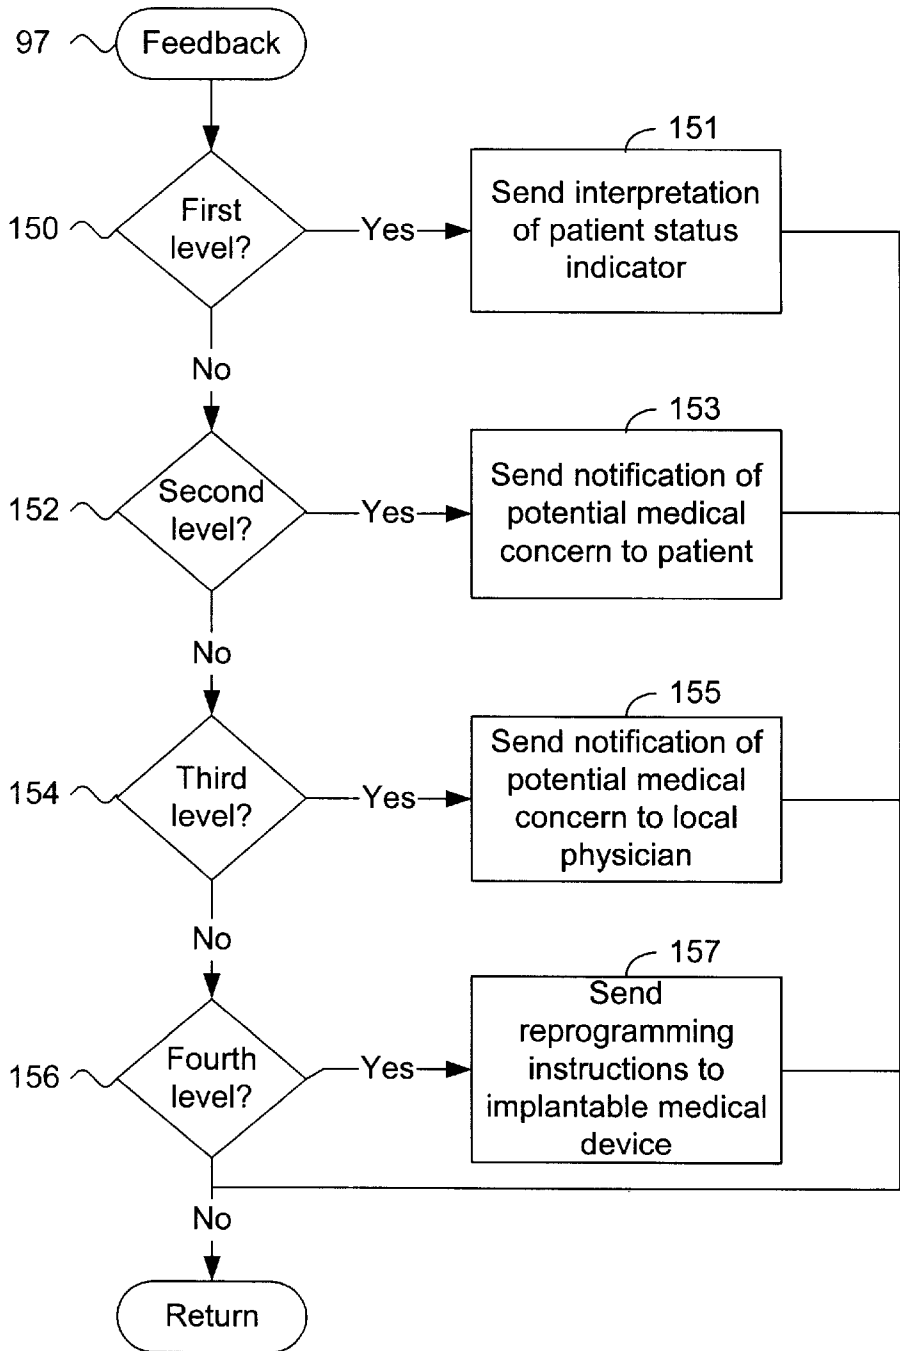 97
Feedback
151
150
First
level?
Yes
Send interpretation
of patient status
indicator
No
153
152
Second
level?
Yes
Send notification of
potential medical
concern to patient
No
155
154
Third
level?
Yes
Send notification of
potential medical
concern to local
physician
No
157
156
Fourth
level?
Yes
Send
reprogramming
instructions to
implantable medical
device
No
Return